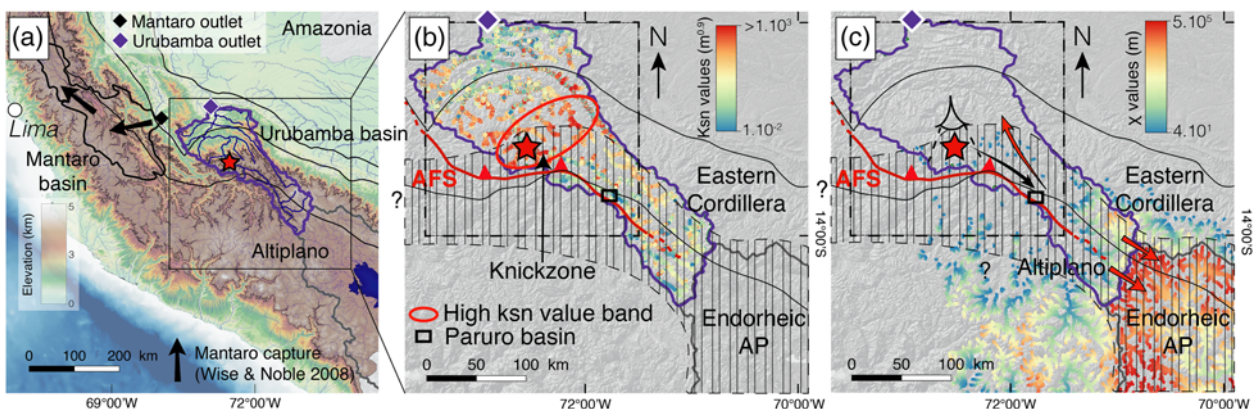 (a)
Mantaro outlet
Urubamba outlet
Amazonia
Lima
Urubamba basin
Mantaro
basin
Elevation (km)
5
3
0
Altiplano
0 100 200 km
Mantaro capture
(Wise & Noble 2008)
69°00'W
72°00'W
(b)
N
>1.10³
Ksn values (m⁰·⁹)
1.10⁻²
AFS
?
Eastern
Cordillera
Knickzone
High ksn value band
Paruro basin
Endorheic
AP
0 50 100 km
72°00'W
70°00'W
14°00'S
(c)
N
5.10⁵
χ values (m)
4.10¹
AFS
?
Eastern
Cordillera
?
Altiplano
Endorheic
AP
0 50 100 km
72°00'W
70°00'W
14°00'S